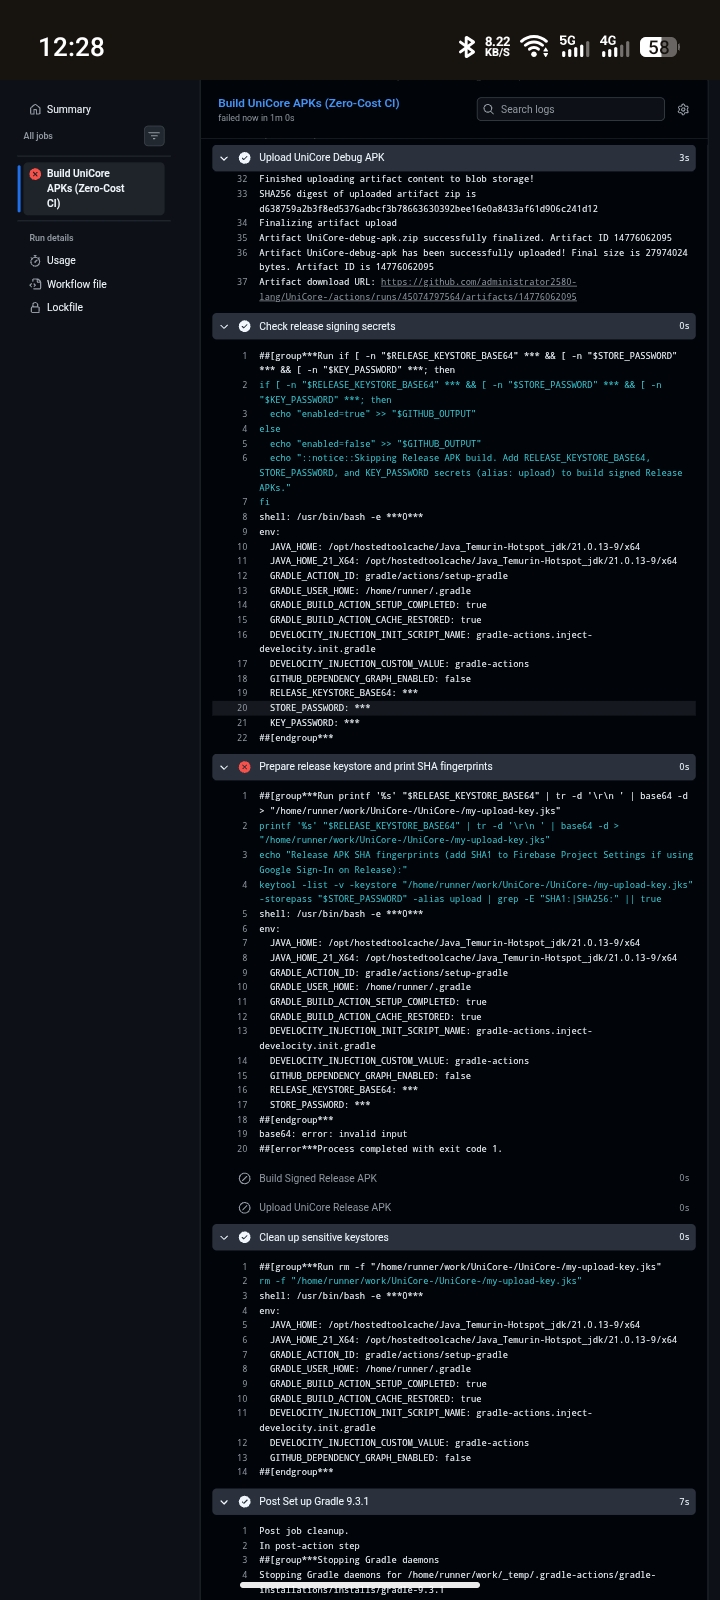 12:28
8.22
KB/S
5G
4G
58
Summary
All jobs
Build UniCore
APKs (Zero-Cost
CI)
Run details
Usage
Workflow file
Lockfile
Build UniCore APKs (Zero-Cost CI)
failed now in 1m 0s
Search logs
Upload UniCore Debug APK 3s
32 Finished uploading artifact content to blob storage!
33 SHA256 digest of uploaded artifact zip is
d638759a2b3f8ed5376adbcf3b78663630392bee16e0a8433af61d906c241d12
34 Finalizing artifact upload
35 Artifact UniCore-debug-apk.zip successfully finalized. Artifact ID 14776062095
36 Artifact UniCore-debug-apk has been successfully uploaded! Final size is 27974024
bytes. Artifact ID is 14776062095
37 Artifact download URL: https://github.com/administrator2580-
lang/UniCore-/actions/runs/45074797564/artifacts/14776062095
Check release signing secrets 0s
1 ##[group***Run if [ -n "$RELEASE_KEYSTORE_BASE64" *** && [ -n "$STORE_PASSWORD"
*** && [ -n "$KEY_PASSWORD" ***; then
2 if [ -n "$RELEASE_KEYSTORE_BASE64" *** && [ -n "$STORE_PASSWORD" *** && [ -n
"$KEY_PASSWORD" ***; then
3 echo "enabled=true" >> "$GITHUB_OUTPUT"
4 else
5 echo "enabled=false" >> "$GITHUB_OUTPUT"
6 echo "::notice::Skipping Release APK build. Add RELEASE_KEYSTORE_BASE64,
STORE_PASSWORD, and KEY_PASSWORD secrets (alias: upload) to build signed Release
APKs."
7 fi
8 shell: /usr/bin/bash -e ***0***
9 env:
10 JAVA_HOME: /opt/hostedtoolcache/Java_Temurin-Hotspot_jdk/21.0.13-9/x64
11 JAVA_HOME_21_X64: /opt/hostedtoolcache/Java_Temurin-Hotspot_jdk/21.0.13-9/x64
12 GRADLE_ACTION_ID: gradle/actions/setup-gradle
13 GRADLE_USER_HOME: /home/runner/.gradle
14 GRADLE_BUILD_ACTION_SETUP_COMPLETED: true
15 GRADLE_BUILD_ACTION_CACHE_RESTORED: true
16 DEVELOCITY_INJECTION_INIT_SCRIPT_NAME: gradle-actions.inject-
develocity.init.gradle
17 DEVELOCITY_INJECTION_CUSTOM_VALUE: gradle-actions
18 GITHUB_DEPENDENCY_GRAPH_ENABLED: false
19 RELEASE_KEYSTORE_BASE64: ***
20 STORE_PASSWORD: ***
21 KEY_PASSWORD: ***
22 ##[endgroup***
Prepare release keystore and print SHA fingerprints 0s
1 ##[group***Run printf '%s' "$RELEASE_KEYSTORE_BASE64" | tr -d '\r\n ' | base64 -d
> "/home/runner/work/UniCore-/UniCore-/my-upload-key.jks"
2 printf '%s' "$RELEASE_KEYSTORE_BASE64" | tr -d '\r\n ' | base64 -d >
"/home/runner/work/UniCore-/UniCore-/my-upload-key.jks"
3 echo "Release APK SHA fingerprints (add SHA1 to Firebase Project Settings if using
Google Sign-In on Release):"
4 keytool -list -v -keystore "/home/runner/work/UniCore-/UniCore-/my-upload-key.jks"
-storepass "$STORE_PASSWORD" -alias upload | grep -E "SHA1:|SHA256:" || true
5 shell: /usr/bin/bash -e ***0***
6 env:
7 JAVA_HOME: /opt/hostedtoolcache/Java_Temurin-Hotspot_jdk/21.0.13-9/x64
8 JAVA_HOME_21_X64: /opt/hostedtoolcache/Java_Temurin-Hotspot_jdk/21.0.13-9/x64
9 GRADLE_ACTION_ID: gradle/actions/setup-gradle
10 GRADLE_USER_HOME: /home/runner/.gradle
11 GRADLE_BUILD_ACTION_SETUP_COMPLETED: true
12 GRADLE_BUILD_ACTION_CACHE_RESTORED: true
13 DEVELOCITY_INJECTION_INIT_SCRIPT_NAME: gradle-actions.inject-
develocity.init.gradle
14 DEVELOCITY_INJECTION_CUSTOM_VALUE: gradle-actions
15 GITHUB_DEPENDENCY_GRAPH_ENABLED: false
16 RELEASE_KEYSTORE_BASE64: ***
17 STORE_PASSWORD: ***
18 ##[endgroup***
19 base64: error: invalid input
20 ##[error***Process completed with exit code 1.
Build Signed Release APK 0s
Upload UniCore Release APK 0s
Clean up sensitive keystores 0s
1 ##[group***Run rm -f "/home/runner/work/UniCore-/UniCore-/my-upload-key.jks"
2 rm -f "/home/runner/work/UniCore-/UniCore-/my-upload-key.jks"
3 shell: /usr/bin/bash -e ***0***
4 env:
5 JAVA_HOME: /opt/hostedtoolcache/Java_Temurin-Hotspot_jdk/21.0.13-9/x64
6 JAVA_HOME_21_X64: /opt/hostedtoolcache/Java_Temurin-Hotspot_jdk/21.0.13-9/x64
7 GRADLE_ACTION_ID: gradle/actions/setup-gradle
8 GRADLE_USER_HOME: /home/runner/.gradle
9 GRADLE_BUILD_ACTION_SETUP_COMPLETED: true
10 GRADLE_BUILD_ACTION_CACHE_RESTORED: true
11 DEVELOCITY_INJECTION_INIT_SCRIPT_NAME: gradle-actions.inject-
develocity.init.gradle
12 DEVELOCITY_INJECTION_CUSTOM_VALUE: gradle-actions
13 GITHUB_DEPENDENCY_GRAPH_ENABLED: false
14 ##[endgroup***
Post Set up Gradle 9.3.1 7s
1 Post job cleanup.
2 In post-action step
3 ##[group***Stopping Gradle daemons
4 Stopping Gradle daemons for /home/runner/work/_temp/.gradle-actions/gradle-
installations/installs/gradle-9.3.1